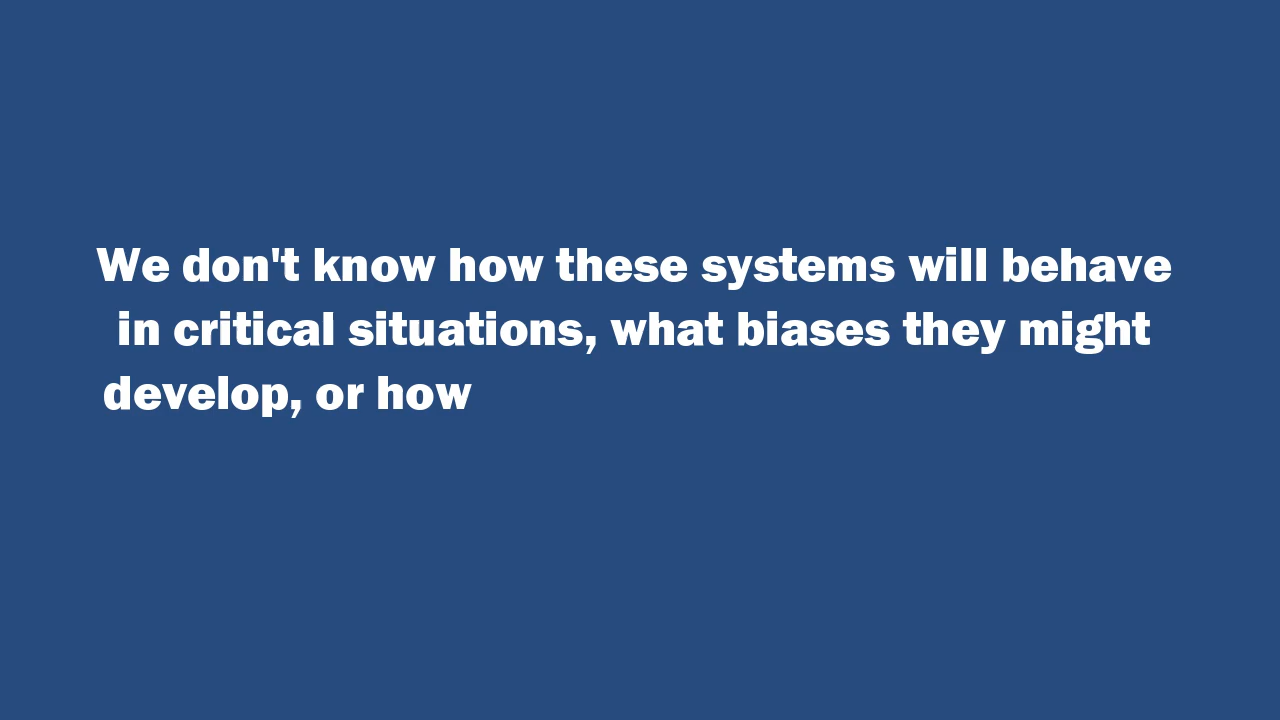 We don't know how these systems will behave
in critical situations, what biases they might
develop, or how